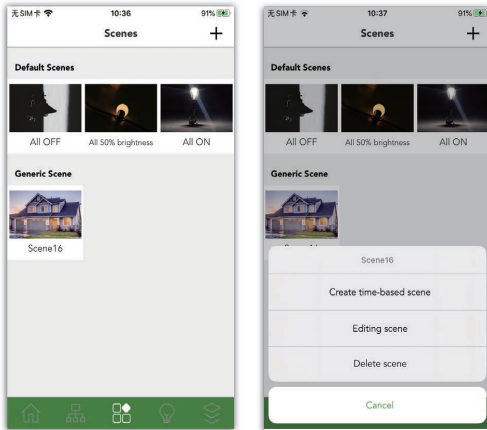 无SIM卡 10:36 91%
Scenes +
Default Scenes
All OFF All 50% brightness All ON
Generic Scene
Scene16
无SIM卡 10:37 91%
Scenes +
Default Scenes
All OFF All 50% brightness All ON
Generic Scene
Scene16
Create time-based scene
Editing scene
Delete scene
Cancel